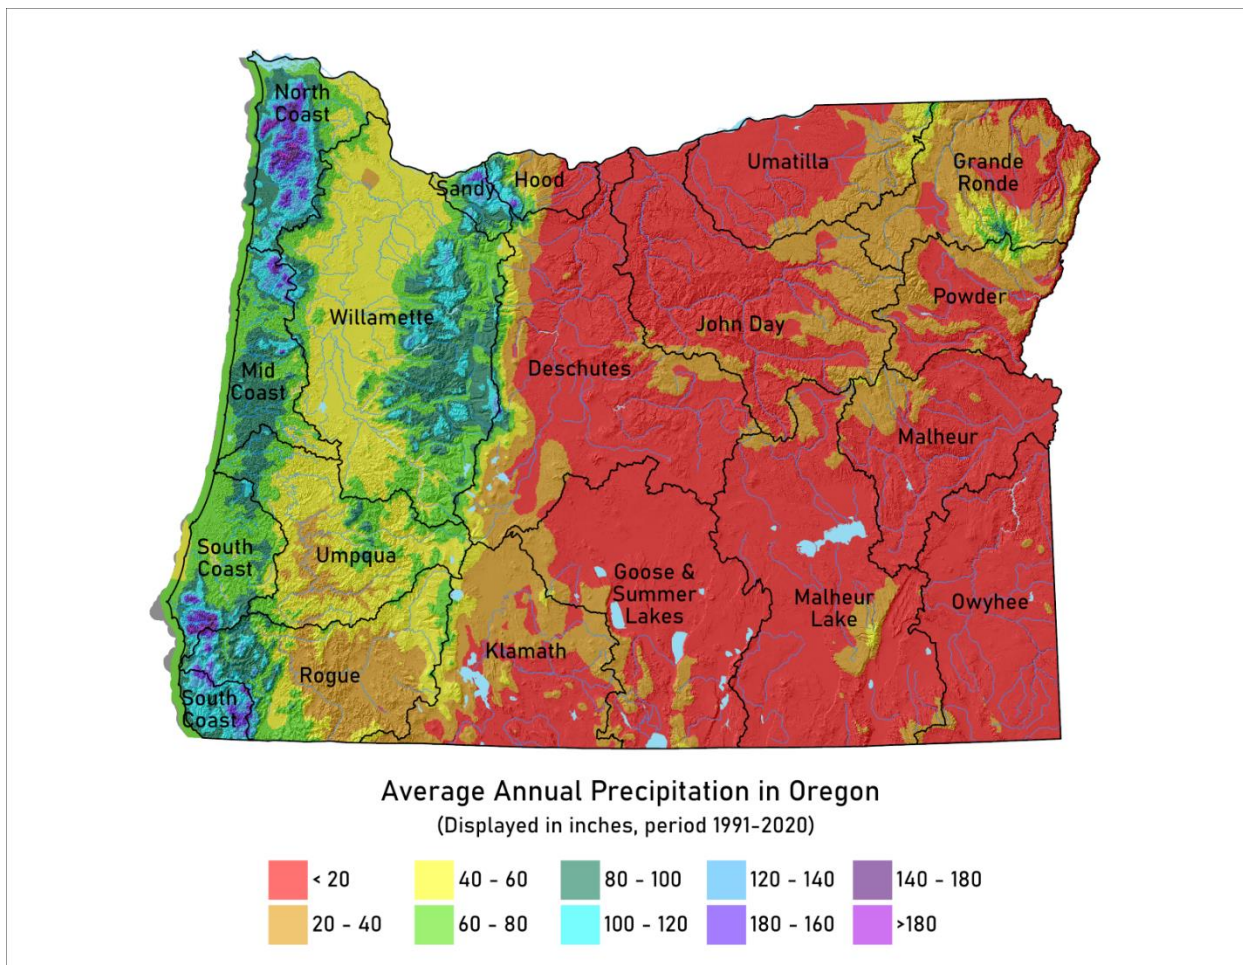 North
Coast
Sandy
Hood
Umatilla
Grande
Ronde
Willamette
Powder
John Day
Deschutes
Mid
Coast
Malheur
South
Coast
Umpqua
Goose &
Summer
Lakes
Malheur
Lake
Owyhee
Klamath
Rogue
South
Coast
Average Annual Precipitation in Oregon
(Displayed in inches, period 1991-2020)
< 20
40 - 60
80 - 100
120 - 140
140 - 180
20 - 40
60 - 80
100 - 120
180 - 160
>180